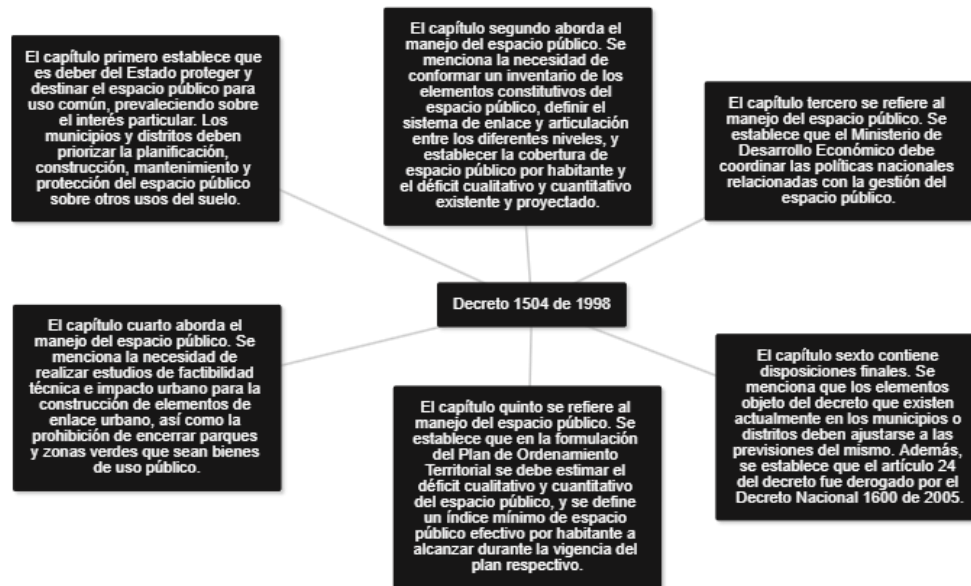 El capítulo primero establece que
es deber del Estado proteger y
destinar el espacio público para
uso común, prevaleciendo sobre
el interés particular. Los
municipios y distritos deben
priorizar la planificación,
construcción, mantenimiento y
protección del espacio público
sobre otros usos del suelo.
El capítulo segundo aborda el
manejo del espacio público. Se
menciona la necesidad de
conformar un inventario de los
elementos constitutivos del
espacio público, definir el
sistema de enlace y articulación
entre los diferentes niveles, y
establecer la cobertura de
espacio público por habitante y
el déficit cualitativo y cuantitativo
existente y proyectado.
El capítulo tercero se refiere al
manejo del espacio público. Se
establece que el Ministerio de
Desarrollo Económico debe
coordinar las políticas nacionales
relacionadas con la gestión del
espacio público.
Decreto 1504 de 1998
El capítulo cuarto aborda el
manejo del espacio público. Se
menciona la necesidad de
realizar estudios de factibilidad
técnica e impacto urbano para la
construcción de elementos de
enlace urbano, así como la
prohibición de encerrar parques
y zonas verdes que sean bienes
de uso público.
El capítulo quinto se refiere al
manejo del espacio público. Se
establece que en la formulación
del Plan de Ordenamiento
Territorial se debe estimar el
déficit cualitativo y cuantitativo
del espacio público, y se define
un índice mínimo de espacio
público efectivo por habitante a
alcanzar durante la vigencia del
plan respectivo.
El capítulo sexto contiene
disposiciones finales. Se
menciona que los elementos
objeto del decreto que existen
actualmente en los municipios o
distritos deben ajustarse a las
previsiones del mismo. Además,
se establece que el artículo 24
del decreto fue derogado por el
Decreto Nacional 1600 de 2005.